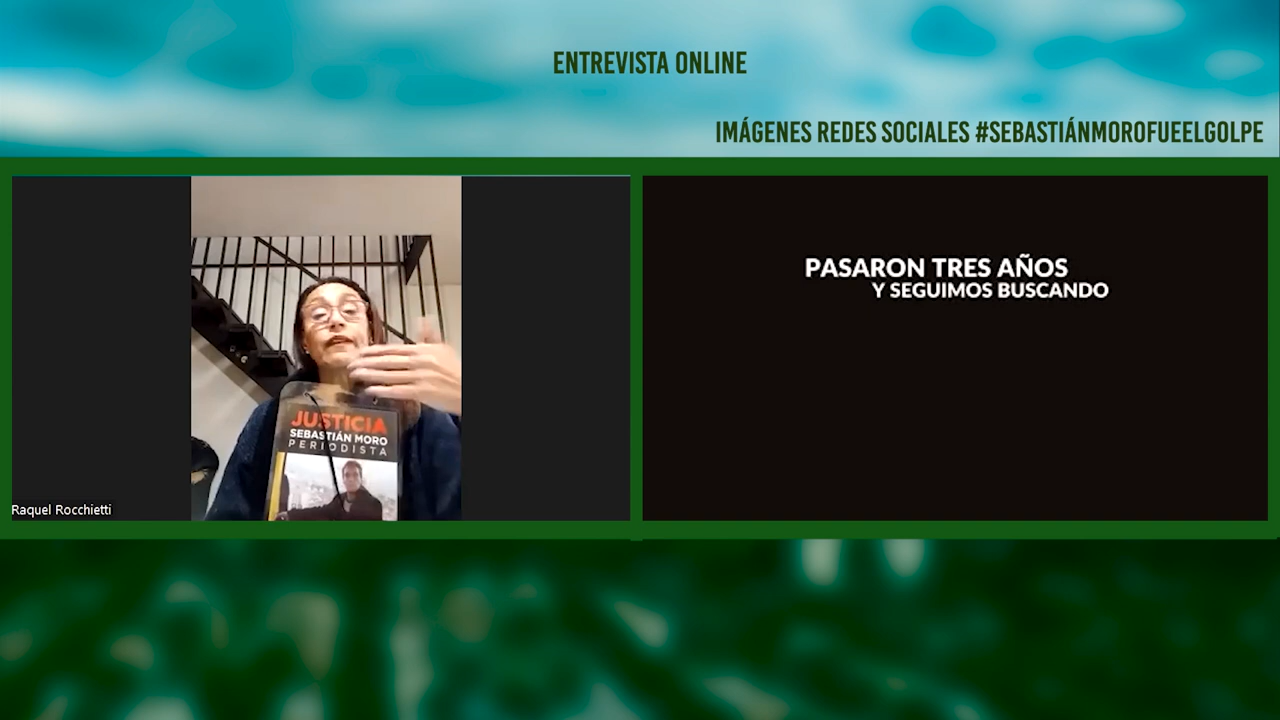 ENTREVISTA ONLINE
IMÁGENES REDES SOCIALES #SEBASTIÁNMOROFUEELGOLPE
PASARON TRES AÑOS
Y SEGUIMOS BUSCANDO
JUSTICIA
SEBASTIÁN MORO
PERIODISTA
Raquel Rocchietti